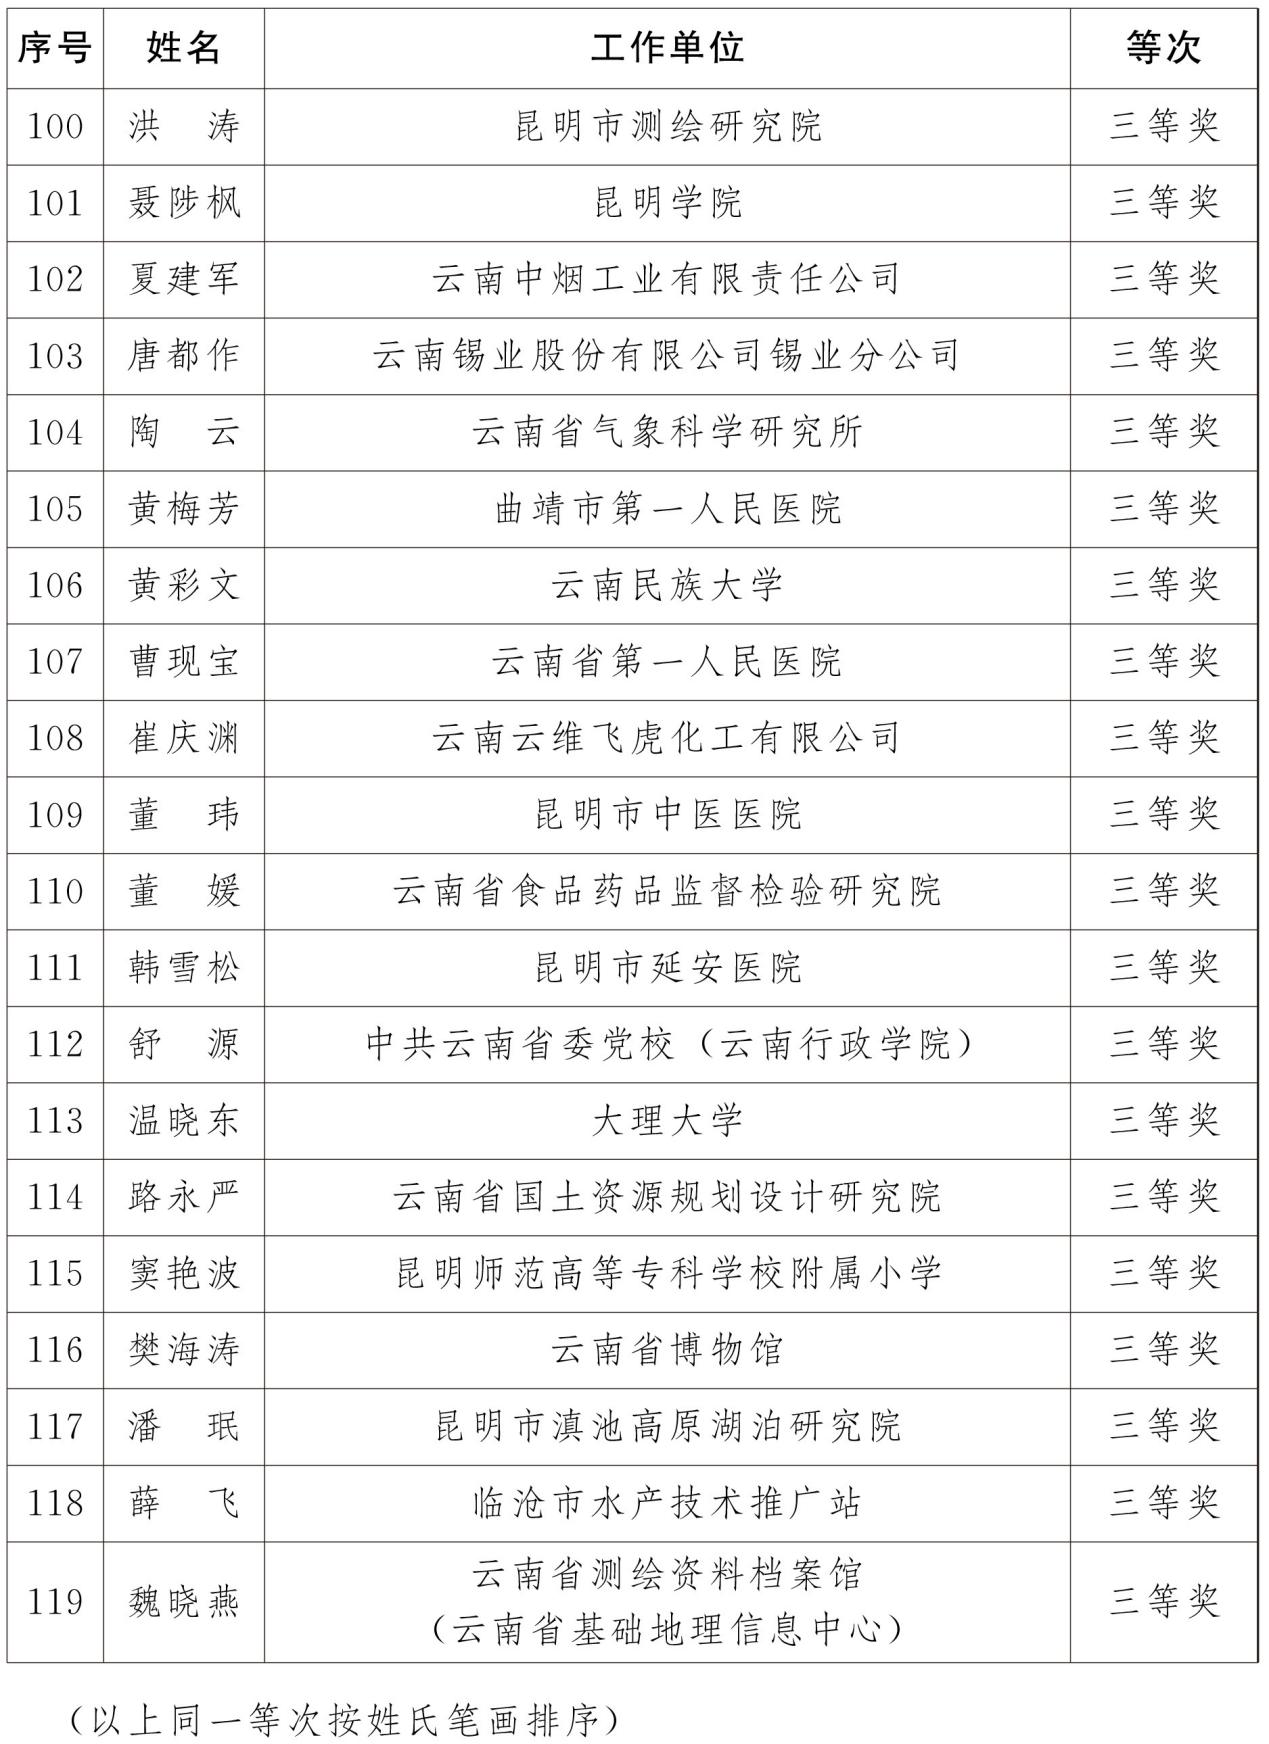 序号 姓名 工作单位 等次
100 洪 涛 昆明市测绘研究院 三等奖
101 聂陟枫 昆明学院 三等奖
102 夏建军 云南中烟工业有限责任公司 三等奖
103 唐都作 云南锡业股份有限公司锡业分公司 三等奖
104 陶 云 云南省气象科学研究所 三等奖
105 黄梅芳 曲靖市第一人民医院 三等奖
106 黄彩文 云南民族大学 三等奖
107 曹现宝 云南省第一人民医院 三等奖
108 崔庆渊 云南云维飞虎化工有限公司 三等奖
109 董 玮 昆明市中医医院 三等奖
110 董 媛 云南省食品药品监督检验研究院 三等奖
111 韩雪松 昆明市延安医院 三等奖
112 舒 源 中共云南省委党校（云南行政学院） 三等奖
113 温晓东 大理大学 三等奖
114 路永严 云南省国土资源规划设计研究院 三等奖
115 窦艳波 昆明师范高等专科学校附属小学 三等奖
116 樊海涛 云南省博物馆 三等奖
117 潘 珉 昆明市滇池高原湖泊研究院 三等奖
118 薛 飞 临沧市水产技术推广站 三等奖
119 魏晓燕 云南省测绘资料档案馆 三等奖
（云南省基础地理信息中心）
（以上同一等次按姓氏笔画排序）